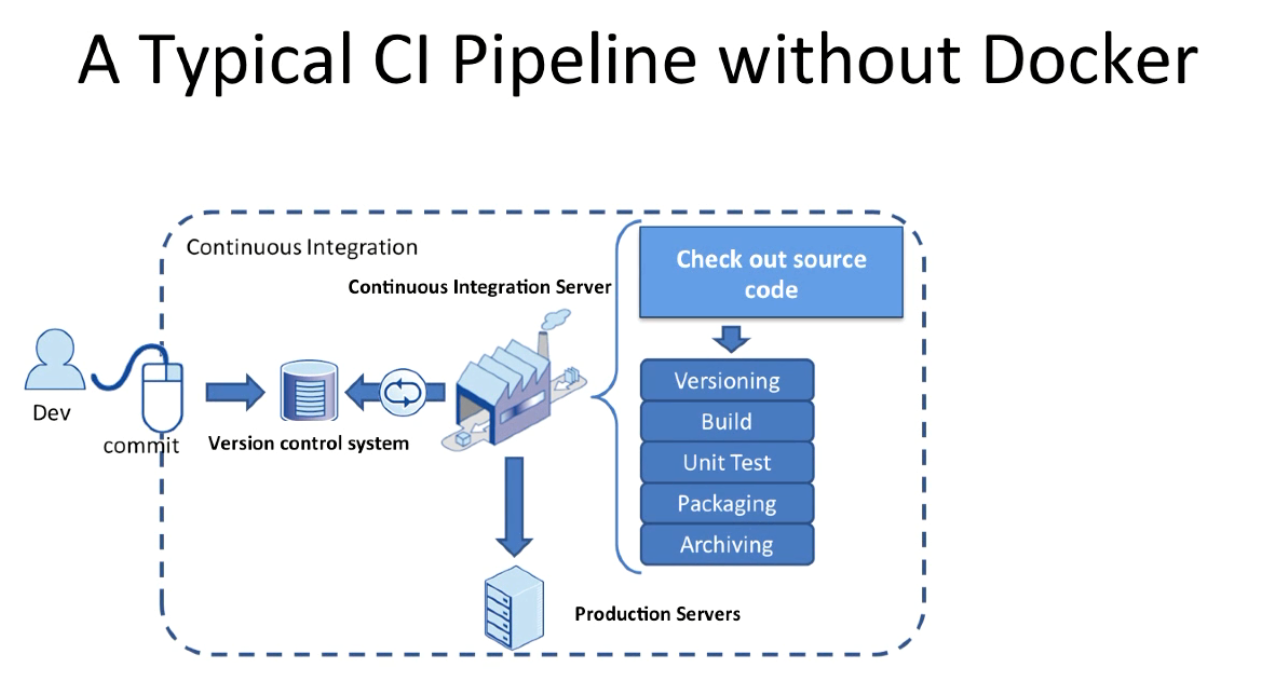 A Typical CI Pipeline without Docker
Continuous Integration
Continuous Integration Server
Check out source
code
Dev
commit
Version control system
Versioning
Build
Unit Test
Packaging
Archiving
Production Servers